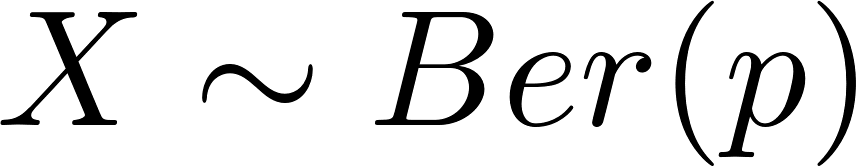 X ∼ Ber(p)